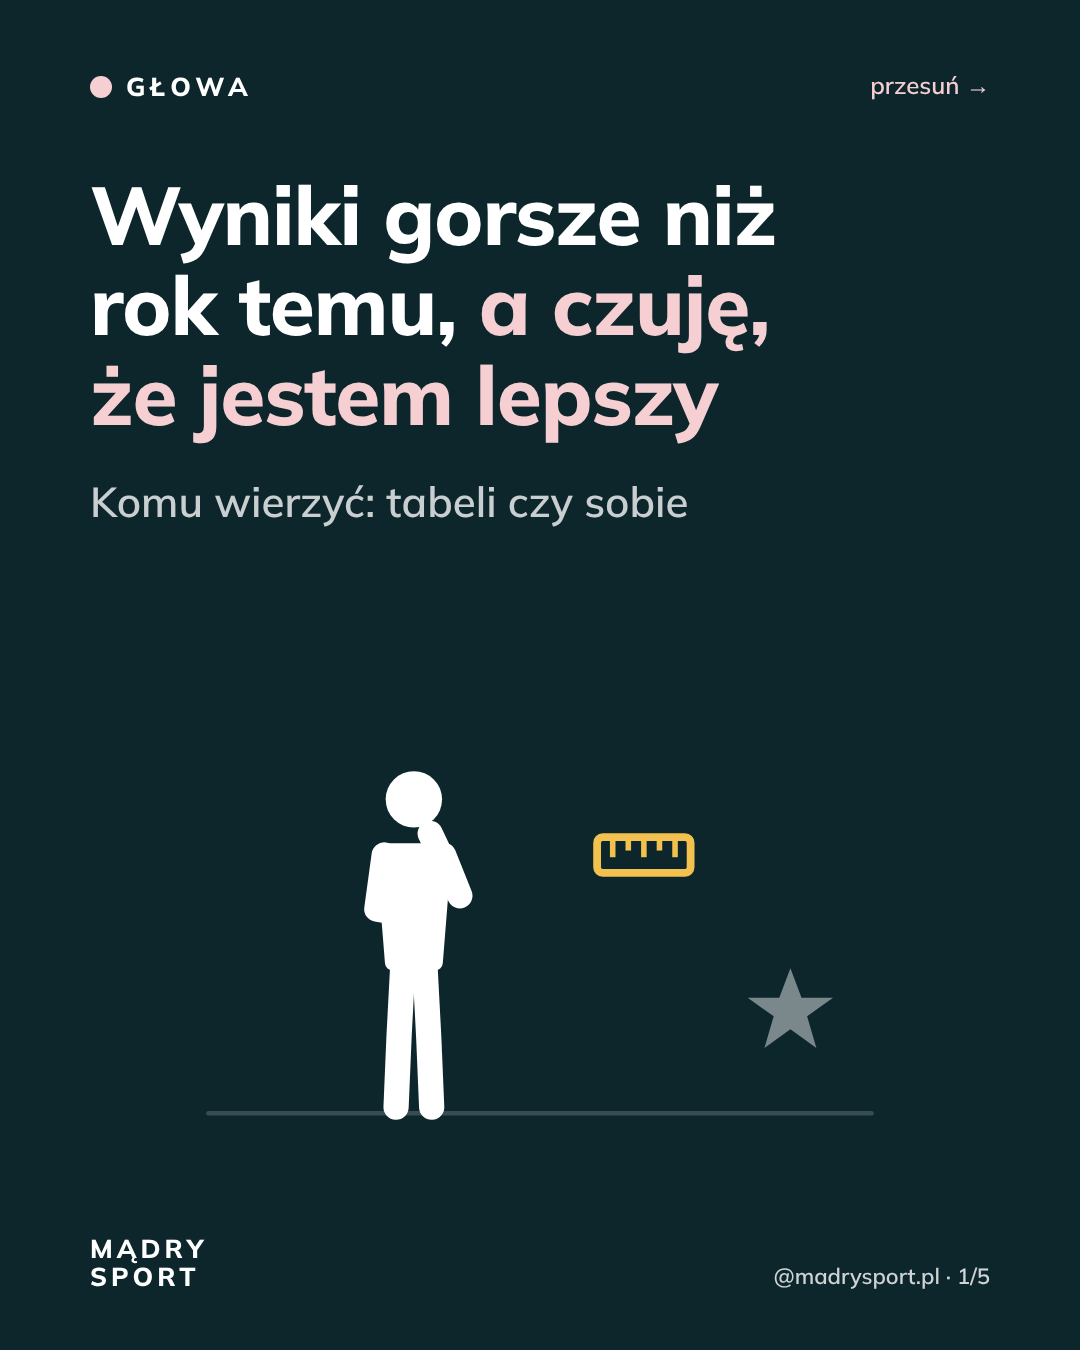 GŁOWA
przesuń →
Wyniki gorsze niż
rok temu, a czuję,
że jestem lepszy
Komu wierzyć: tabeli czy sobie
MĄDRY
SPORT
@madrysport.pl · 1/5